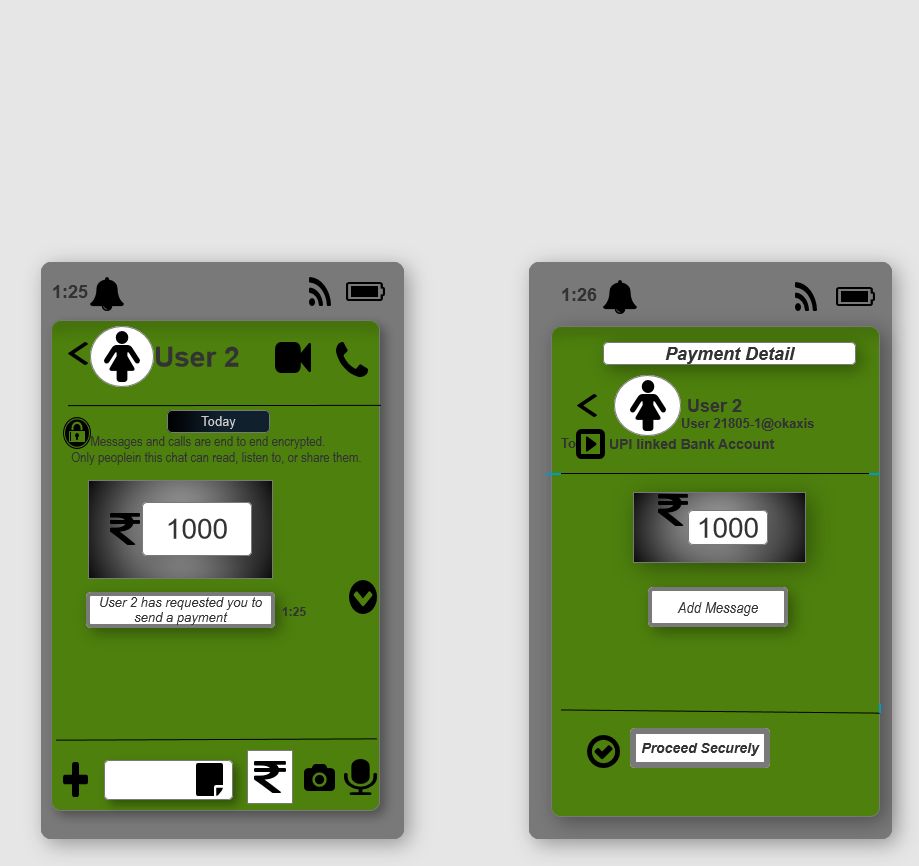 1:25
User 2
Today
Messages and calls are end to end encrypted.
Only peoplein this chat can read, listen to, or share them.
₹ 1000
User 2 has requested you to
send a payment
1:25
₹
1:26
Payment Detail
User 2
User 21805-1@okaxis
To UPI linked Bank Account
₹ 1000
Add Message
Proceed Securely